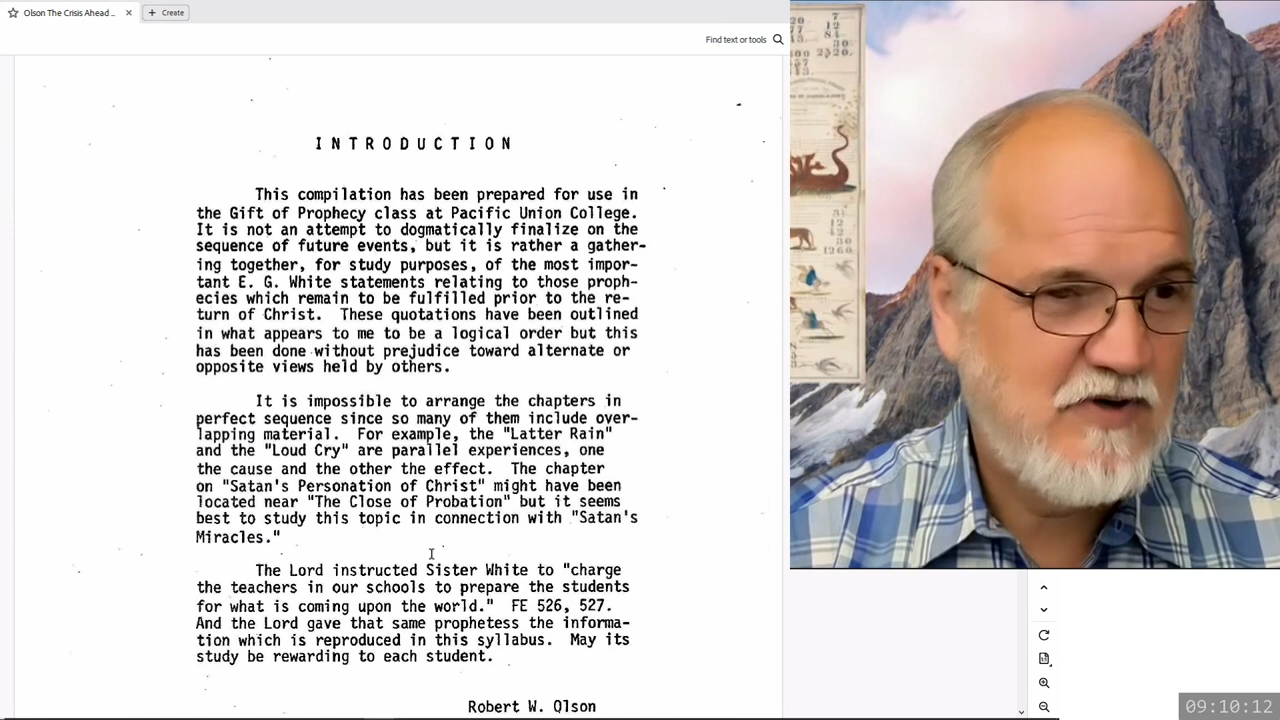 Olson The Crisis Ahead ..
Create
Find text or tools
INTRODUCTION
This compilation has been prepared for use in
the Gift of Prophecy class at Pacific Union College.
It is not an attempt to dogmatically finalize on the
sequence of future events, but it is rather a gather-
ing together, for study purposes, of the most impor-
tant E. G. White statements relating to those proph-
ecies which remain to be fulfilled prior to the re-
turn of Christ. These quotations have been outlined
in what appears to me to be a logical order but this
has been done without prejudice toward alternate or
opposite views held by others.
It is impossible to arrange the chapters in
perfect sequence since so many of them include over-
lapping material. For example, the "Latter Rain"
and the "Loud Cry" are parallel experiences, one
the cause and the other the effect. The chapter
on "Satan's Personation of Christ" might have been
located near "The Close of Probation" but it seems
best to study this topic in connection with "Satan's
Miracles."
The Lord instructed Sister White to "charge
the teachers in our schools to prepare the students
for what is coming upon the world." FE 526, 527.
And the Lord gave that same prophetess the informa-
tion which is reproduced in this syllabus. May its
study be rewarding to each student.
Robert W. Olson
7
12
30
2520.
42
30
1260.
09:10:12